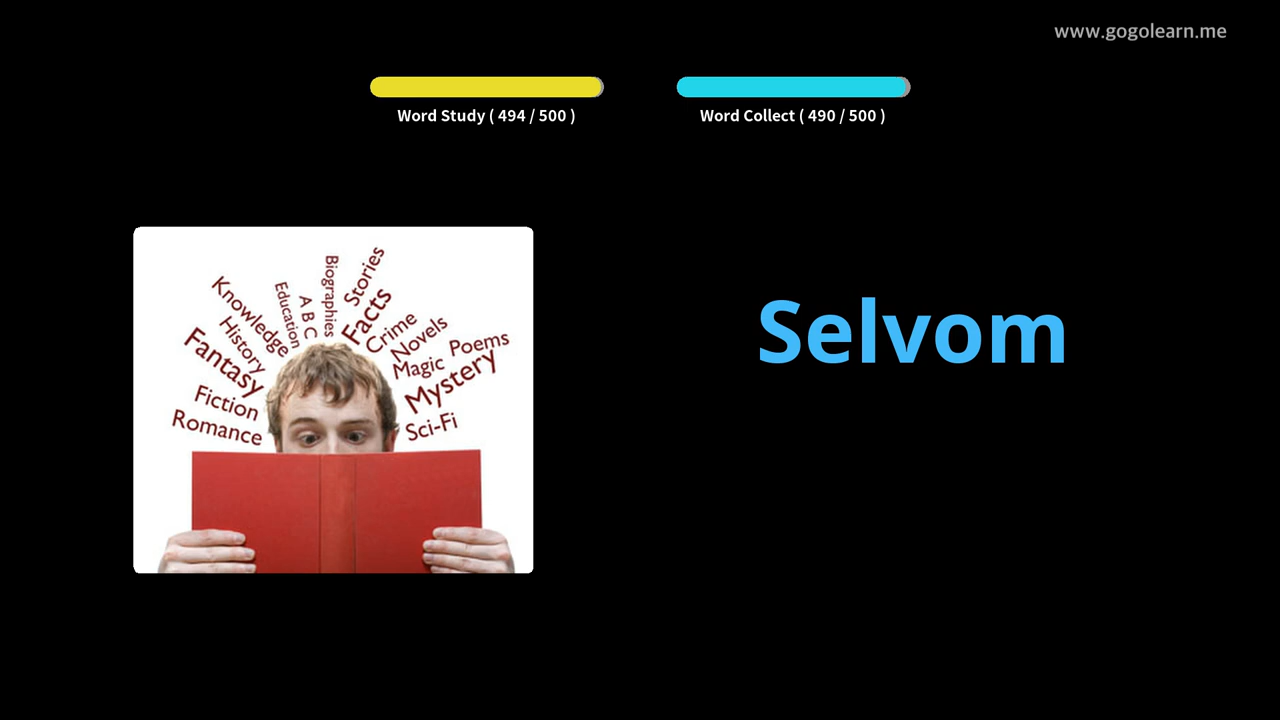 www.gogolearn.me
Word Study ( 494 / 500 )
Word Collect ( 490 / 500 )
Selvom
Romance
Fiction
Fantasy
History
Knowledge
Education
A B C
Biographies
Stories
Facts
Crime
Novels
Magic
Poems
Mystery
Sci-Fi